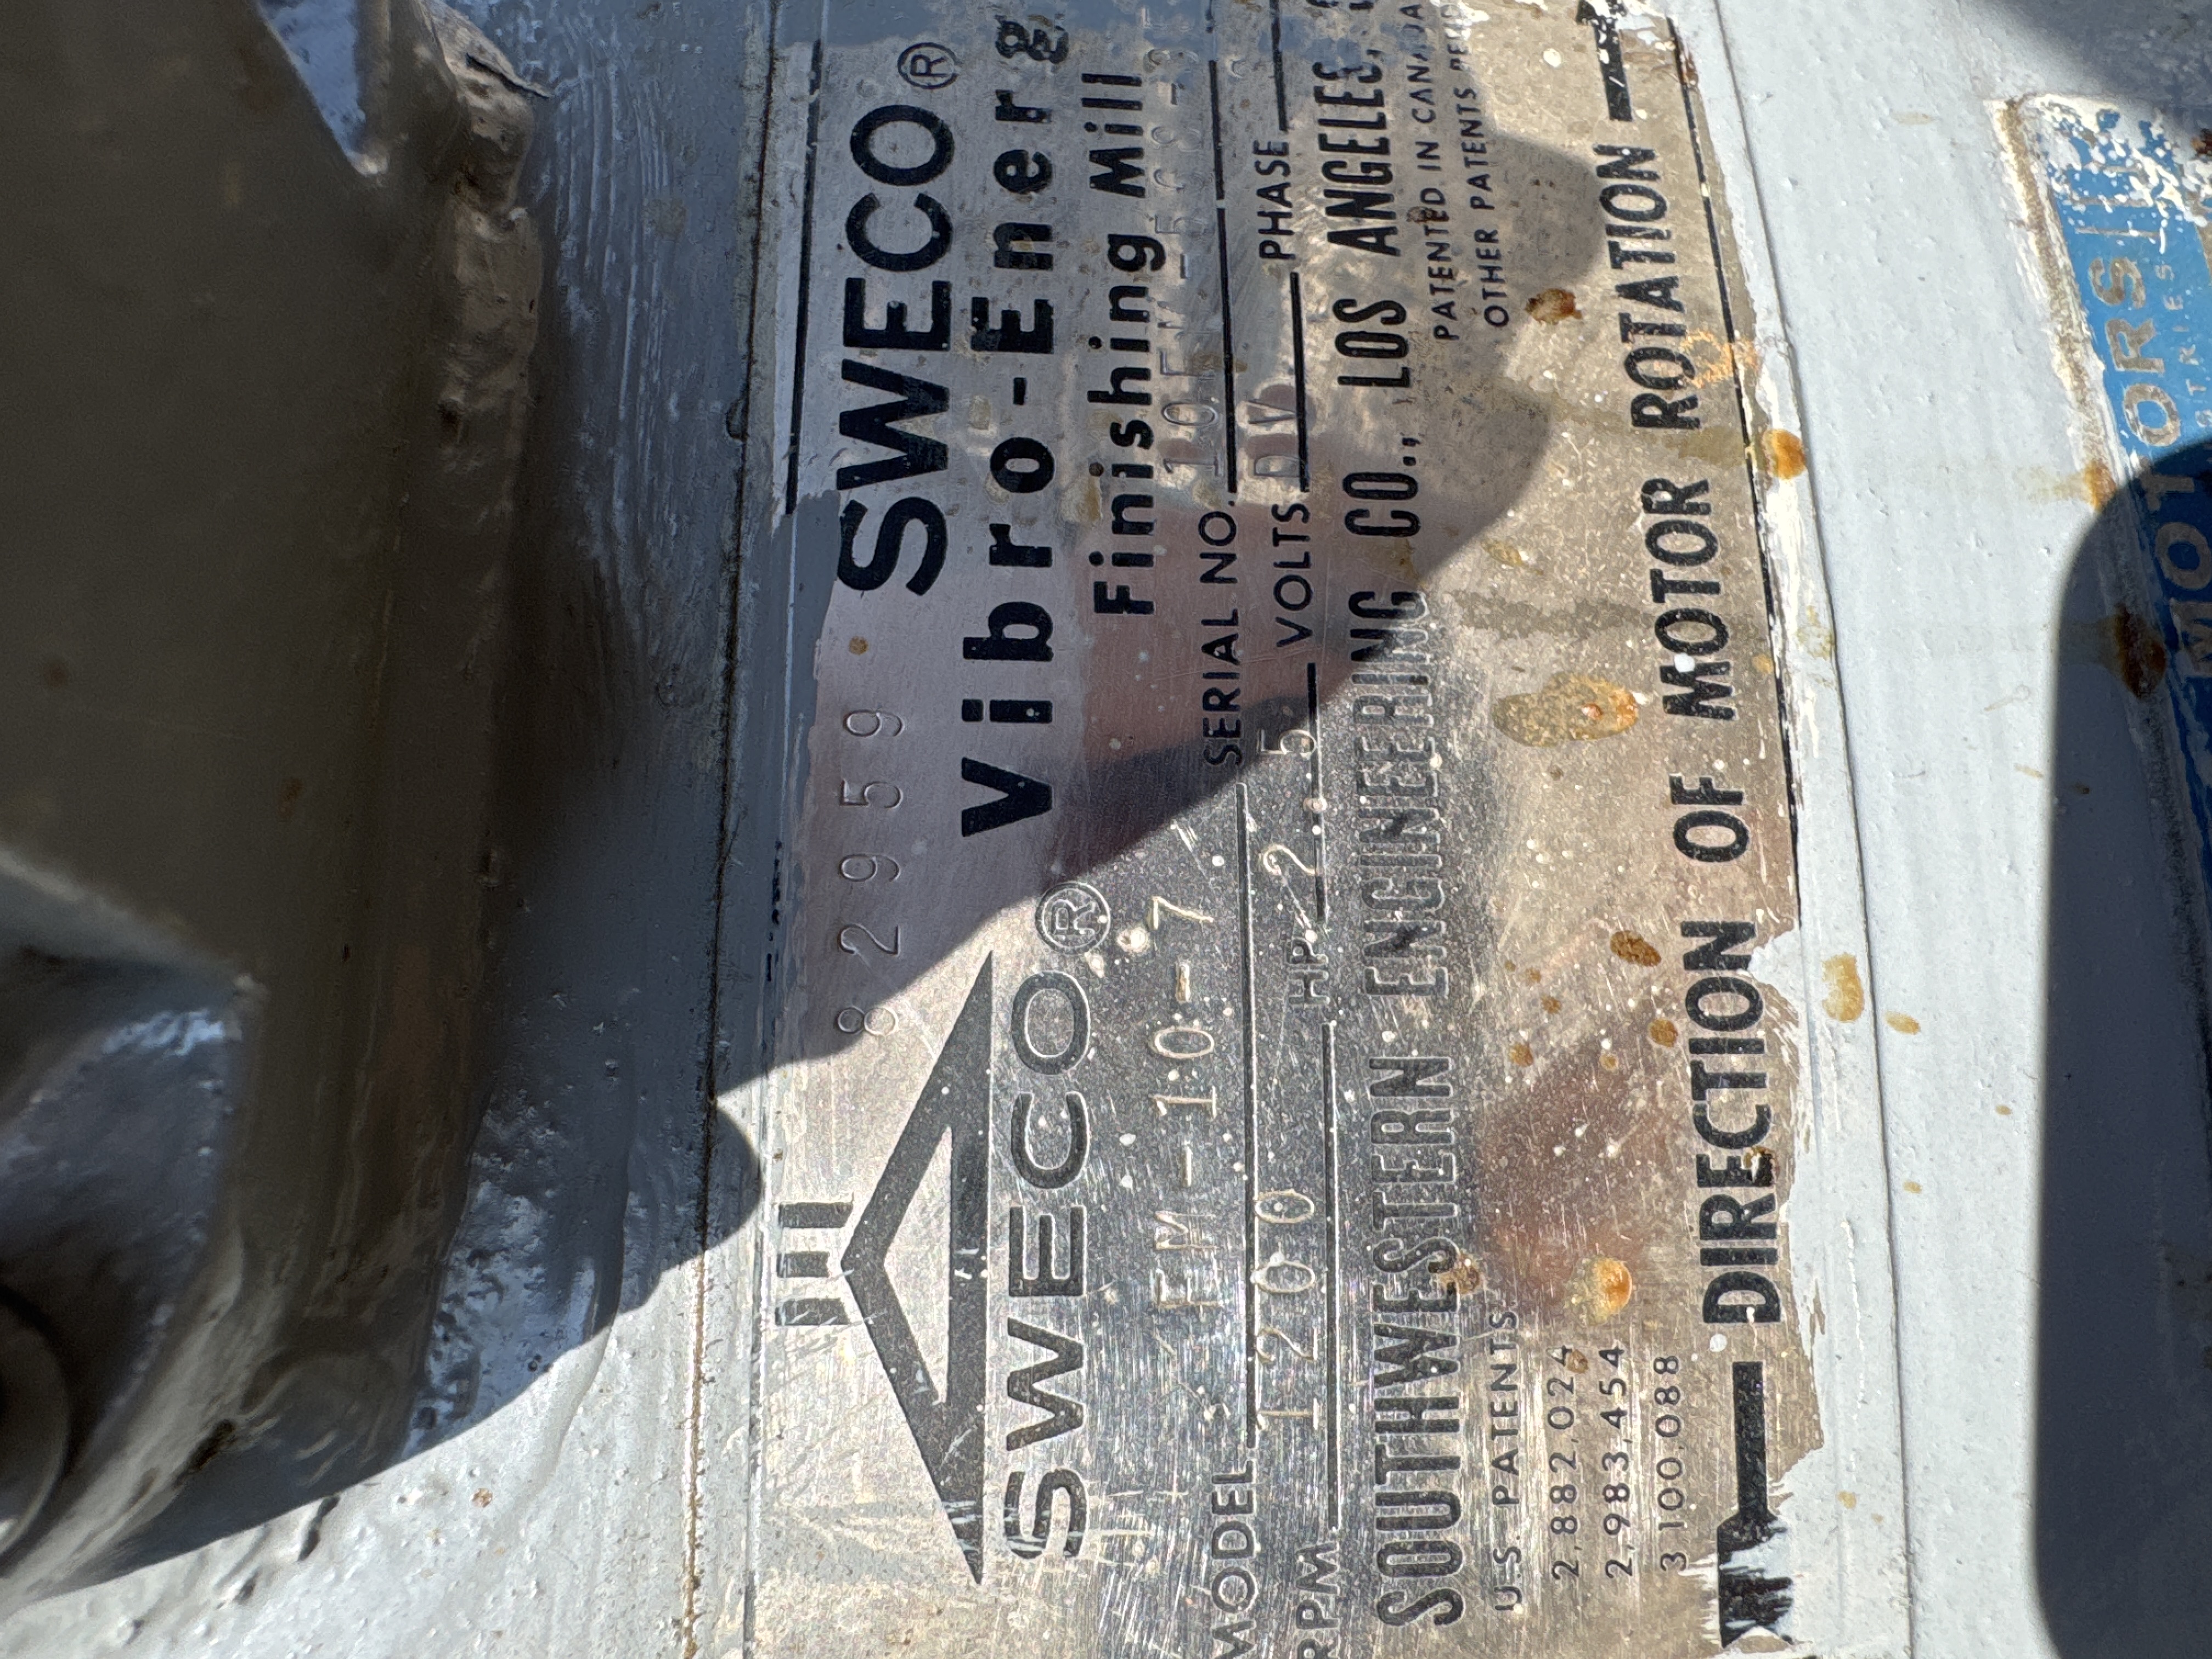 82959
SWECO®
SWECO®
Vibro-Energ
Finishing Mill
MODEL FM-10-7 SERIAL NO.
RPM 1200 HP 2.5 VOLTS DV PHASE
SOUTHWESTERN ENGINEERING CO., LOS ANGELES,
U.S. PATENTS
2,882,024
2,983,454
3 100,088
PATENTED IN CANADA
OTHER PATENTS
DIRECTION OF MOTOR ROTATION
MOTORS